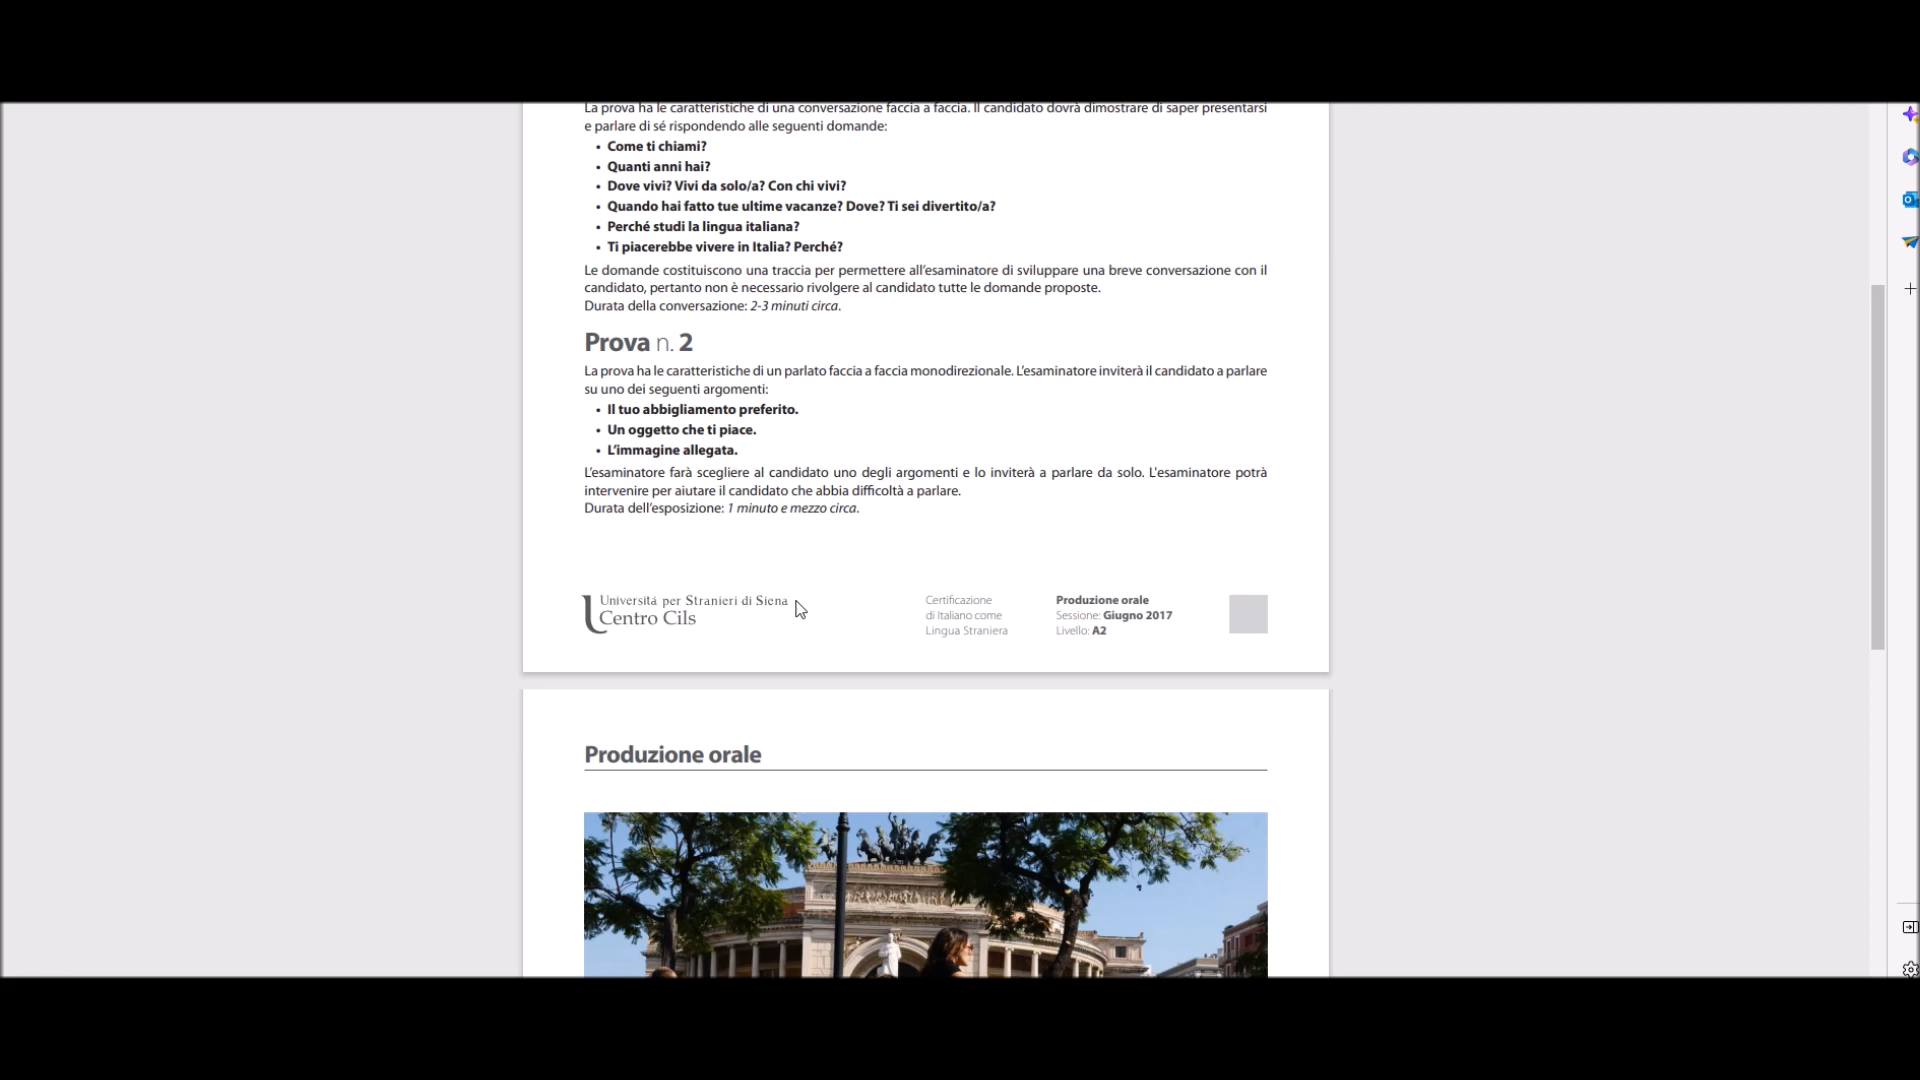 La prova ha le caratteristiche di una conversazione faccia a faccia. Il candidato dovrà dimostrare di saper presentarsi
e parlare di sé rispondendo alle seguenti domande:
• Come ti chiami?
• Quanti anni hai?
• Dove vivi? Vivi da solo/a? Con chi vivi?
• Quando hai fatto tue ultime vacanze? Dove? Ti sei divertito/a?
• Perché studi la lingua italiana?
• Ti piacerebbe vivere in Italia? Perché?
Le domande costituiscono una traccia per permettere all'esaminatore di sviluppare una breve conversazione con il
candidato, pertanto non è necessario rivolgere al candidato tutte le domande proposte.
Durata della conversazione: 2-3 minuti circa.
Prova n. 2
La prova ha le caratteristiche di un parlato faccia a faccia monodirezionale. L'esaminatore inviterà il candidato a parlare
su uno dei seguenti argomenti:
• Il tuo abbigliamento preferito.
• Un oggetto che ti piace.
• L'immagine allegata.
L'esaminatore farà scegliere al candidato uno degli argomenti e lo inviterà a parlare da solo. L'esaminatore potrà
intervenire per aiutare il candidato che abbia difficoltà a parlare.
Durata dell'esposizione: 1 minuto e mezzo circa.
Università per Stranieri di Siena
Centro Cils
Certificazione
di Italiano come
Lingua Straniera
Produzione orale
Sessione: Giugno 2017
Livello: A2
Produzione orale